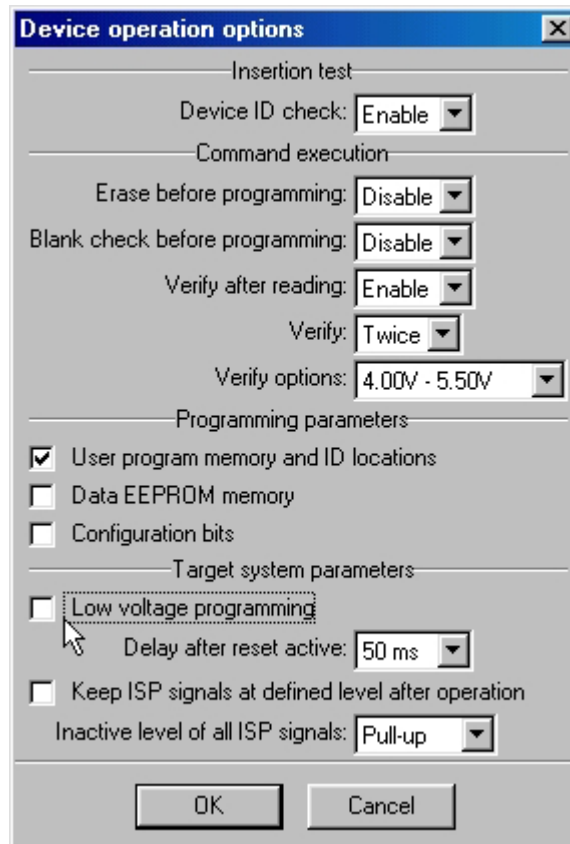 Device operation options
Insertion test
Device ID check: Enable
Command execution
Erase before programming: Disable
Blank check before programming: Disable
Verify after reading: Enable
Verify: Twice
Verify options: 4.00V - 5.50V
Programming parameters
User program memory and ID locations
Data EEPROM memory
Configuration bits
Target system parameters
Low voltage programming
Delay after reset active: 50 ms
Keep ISP signals at defined level after operation
Inactive level of all ISP signals: Pull-up
OK Cancel